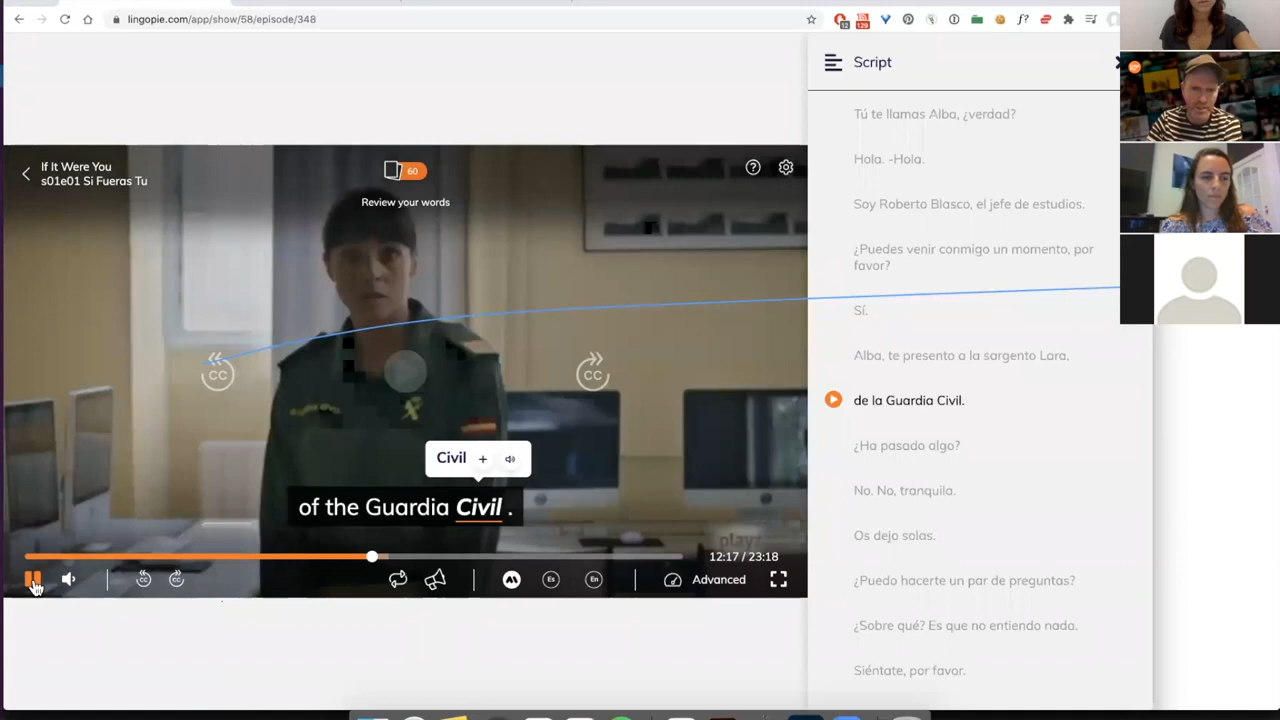 lingopie.com/app/show/58/episode/348
12
129
f?
If It Were You
s01e01 Si Fueras Tu
60
Review your words
Civil +
of the Guardia Civil .
12:17 / 23:18
CC
CC
CC
CC
Es
En
Advanced
Script
Tú te llamas Alba, ¿verdad?
Hola. -Hola.
Soy Roberto Blasco, el jefe de estudios.
¿Puedes venir conmigo un momento, por
favor?
Sí.
Alba, te presento a la sargento Lara,
de la Guardia Civil.
¿Ha pasado algo?
No. No, tranquila.
Os dejo solas.
¿Puedo hacerte un par de preguntas?
¿Sobre qué? Es que no entiendo nada.
Siéntate, por favor.